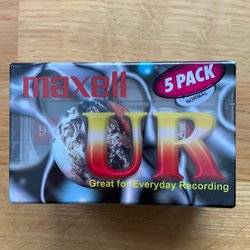 maxell
5 PACK
NORMAL
UR
Great for Everyday Recording